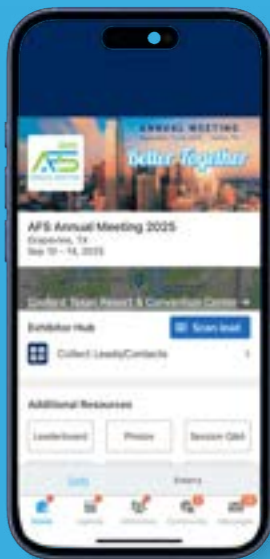 ANNUAL MEETING
Better Together
AFS
AFS Annual Meeting 2025
Grapevine, TX
Sep 10 - 14, 2025
Gaylord Texan Resort & Convention Center
Exhibitor Hub
Scan lead
Collect Leads/Contacts
Additional Resources
Leaderboard
Photos
Session Q&A
Home
Agenda
Community
Messages